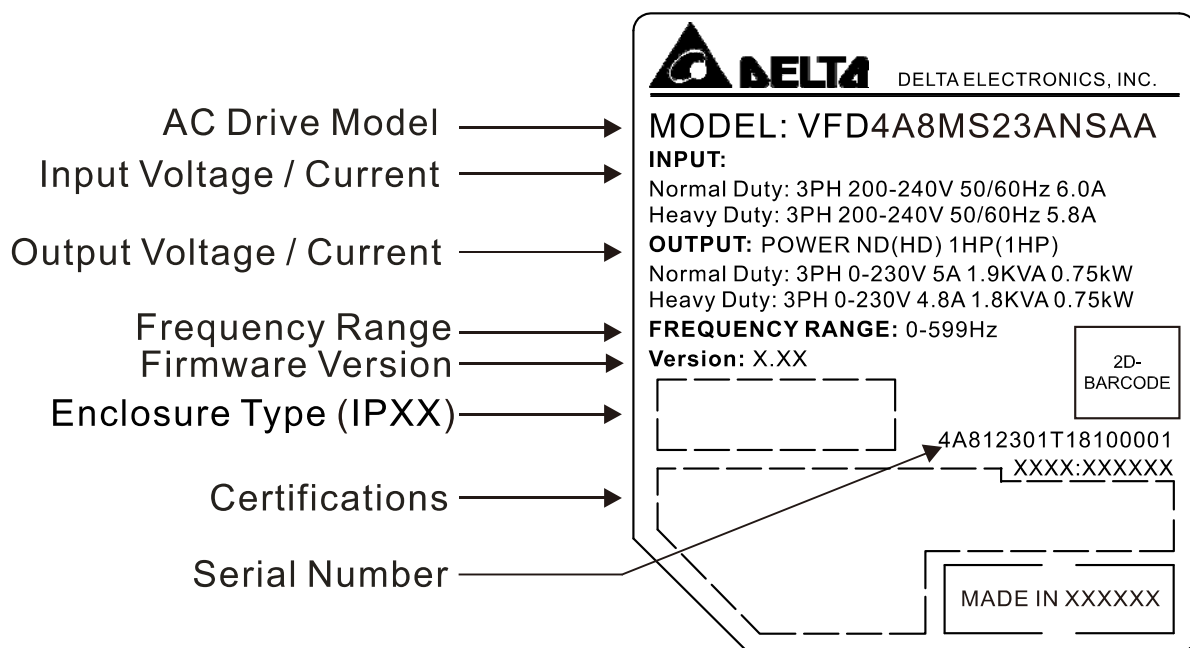 AC Drive Model
Input Voltage / Current
Output Voltage / Current
Frequency Range
Firmware Version
Enclosure Type (IPXX)
Certifications
Serial Number
DELTA DELTA ELECTRONICS, INC.
MODEL: VFD4A8MS23ANSAA
INPUT:
Normal Duty: 3PH 200-240V 50/60Hz 6.0A
Heavy Duty: 3PH 200-240V 50/60Hz 5.8A
OUTPUT: POWER ND(HD) 1HP(1HP)
Normal Duty: 3PH 0-230V 5A 1.9KVA 0.75kW
Heavy Duty: 3PH 0-230V 4.8A 1.8KVA 0.75kW
FREQUENCY RANGE: 0-599Hz
Version: X.XX
2D-
BARCODE
4A812301T18100001
XXXX:XXXXXX
MADE IN XXXXXX